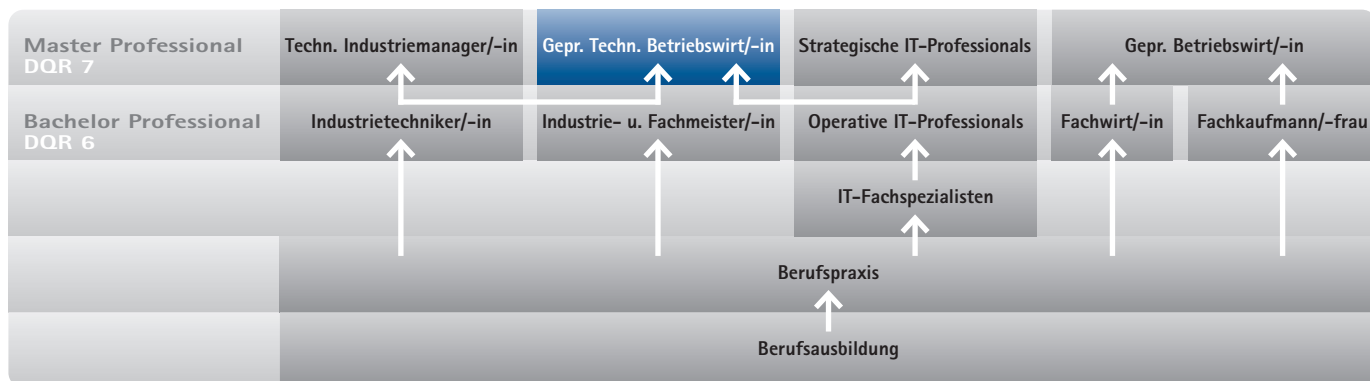 Master Professional
DQR 7
Techn. Industriemanager/-in
Gepr. Techn. Betriebswirt/-in
Strategische IT-Professionals
Gepr. Betriebswirt/-in
Bachelor Professional
DQR 6
Industrietechniker/-in
Industrie- u. Fachmeister/-in
Operative IT-Professionals
Fachwirt/-in
Fachkaufmann/-frau
IT-Fachspezialisten
Berufspraxis
Berufsausbildung